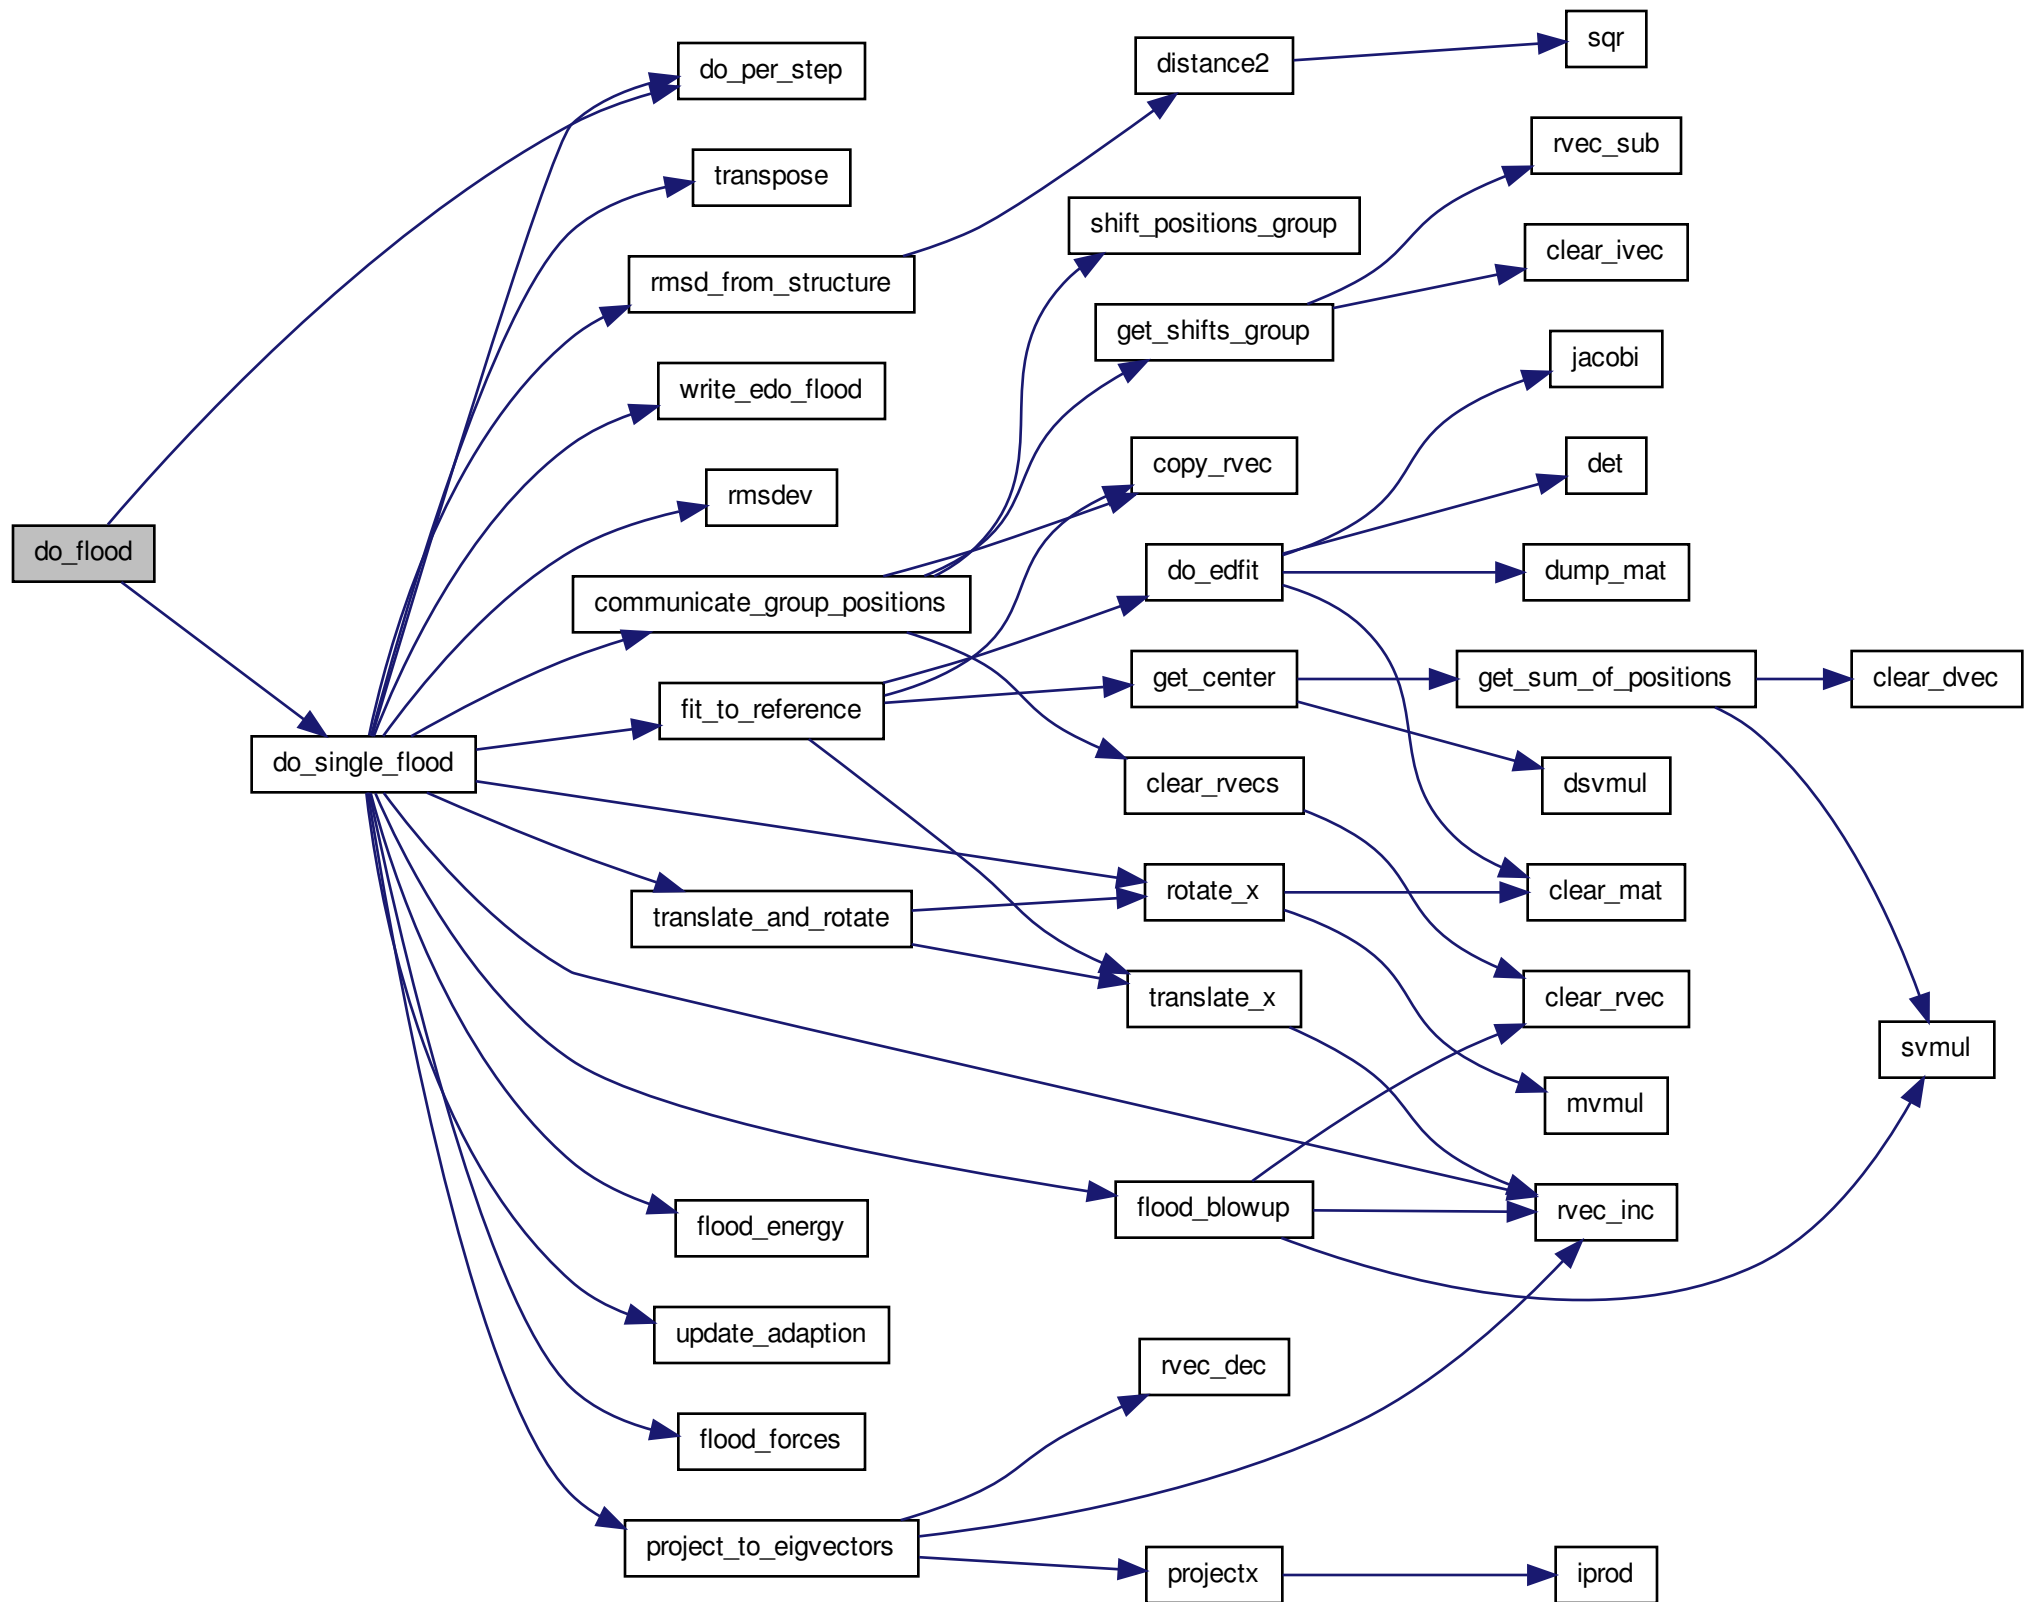 do_flood
do_single_flood
do_per_step
transpose
rmsd_from_structure
write_edo_flood
rmsdev
communicate_group_positions
fit_to_reference
translate_and_rotate
flood_energy
update_adaption
flood_forces
project_to_eigvectors
distance2
shift_positions_group
get_shifts_group
copy_rvec
do_edfit
get_center
clear_rvecs
rotate_x
translate_x
flood_blowup
rvec_dec
projectx
sqr
rvec_sub
clear_ivec
jacobi
det
dump_mat
get_sum_of_positions
dsvmul
clear_mat
clear_rvec
mvmul
rvec_inc
iprod
clear_dvec
svmul